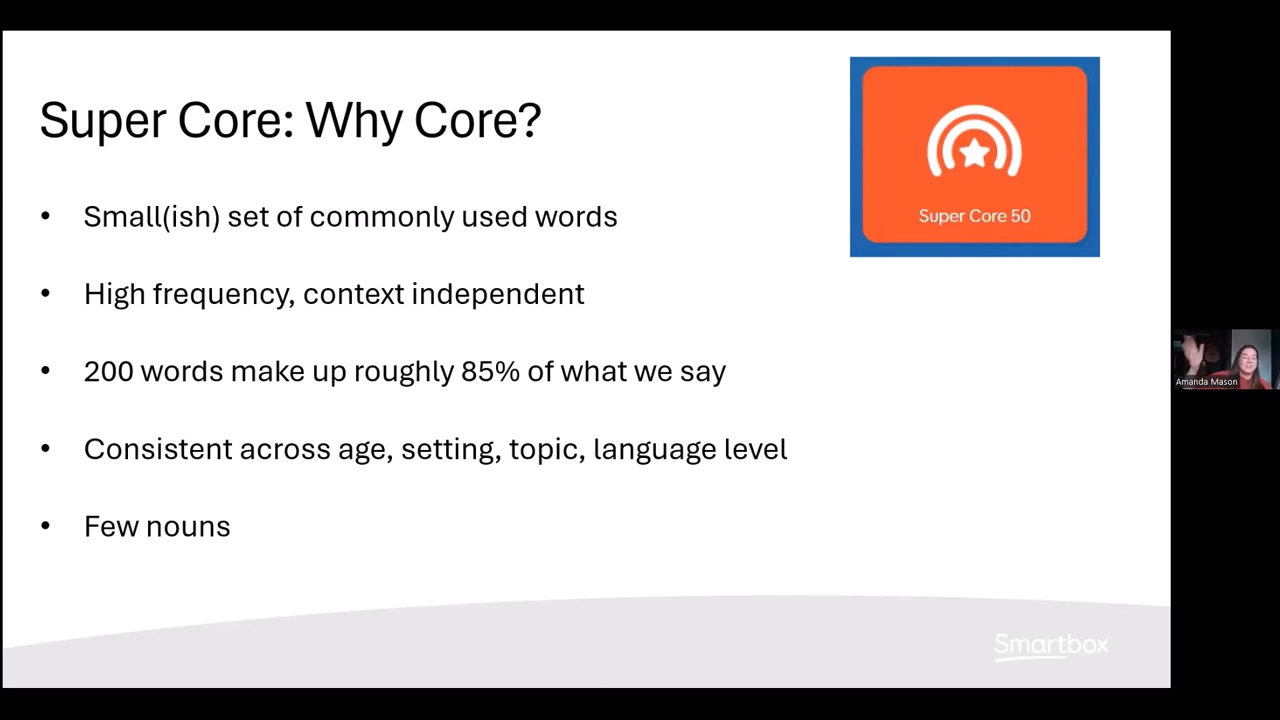 Super Core: Why Core?
Super Core 50
• Small(ish) set of commonly used words
• High frequency, context independent
• 200 words make up roughly 85% of what we say
• Consistent across age, setting, topic, language level
• Few nouns
Amanda Mason
Smartbox